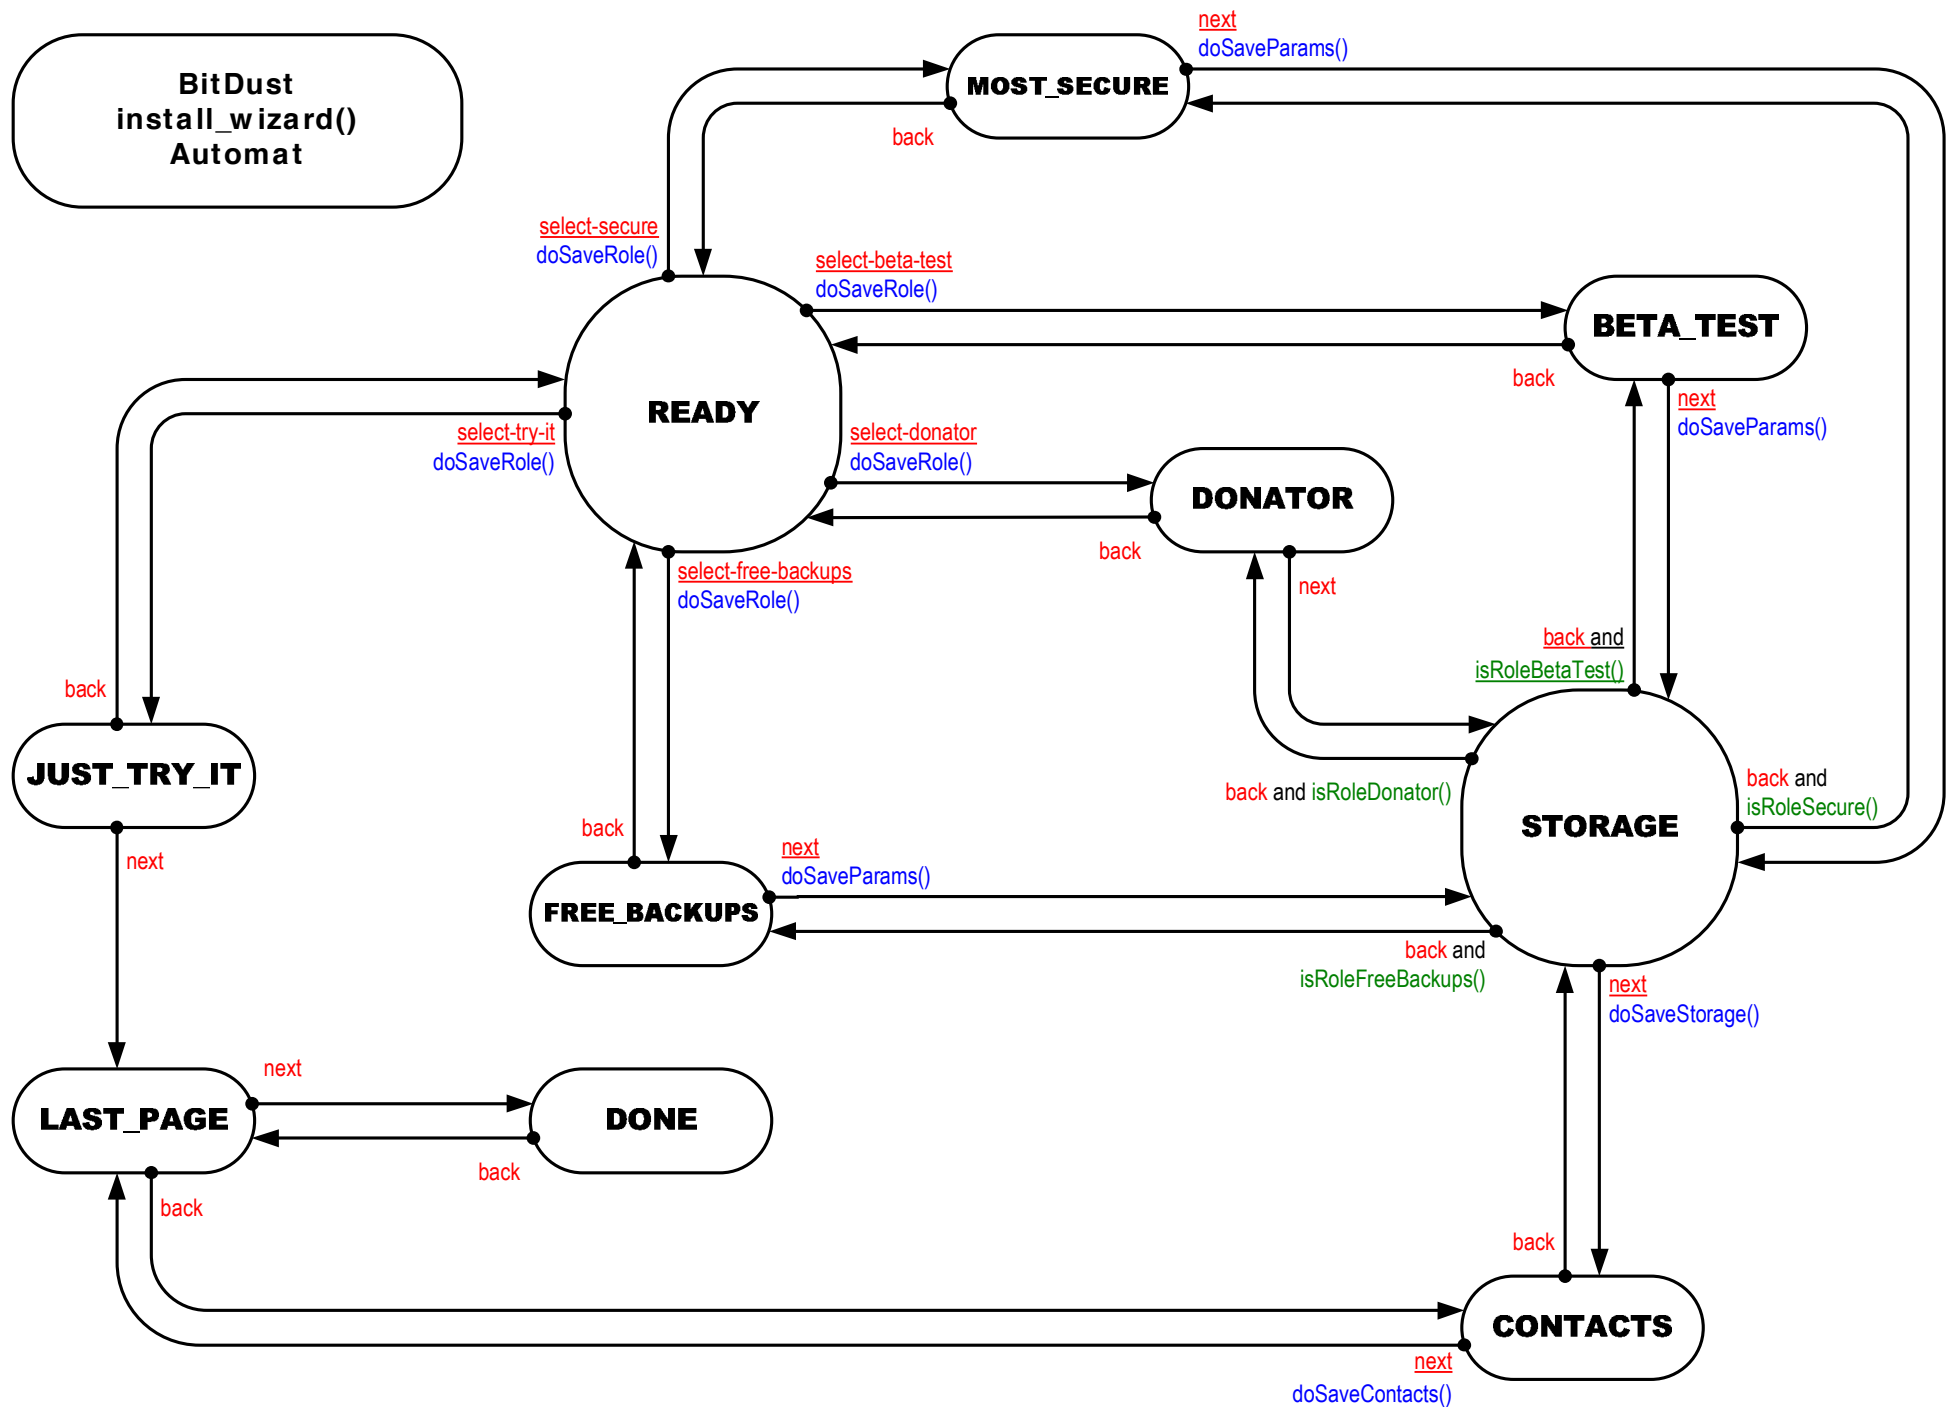 BitDust
install_wizard()
Automat
next
doSaveParams()
MOST_SECURE
back
select-secure
doSaveRole()
select-beta-test
doSaveRole()
BETA_TEST
back
next
doSaveParams()
READY
select-try-it
doSaveRole()
select-donator
doSaveRole()
DONATOR
back
next
select-free-backups
doSaveRole()
back and
isRoleBetaTest()
back
JUST_TRY_IT
next
back and isRoleDonator()
back and
isRoleSecure()
STORAGE
back
next
doSaveParams()
FREE_BACKUPS
back and
isRoleFreeBackups()
next
doSaveStorage()
LAST_PAGE
next
DONE
back
back
back
CONTACTS
next
doSaveContacts()